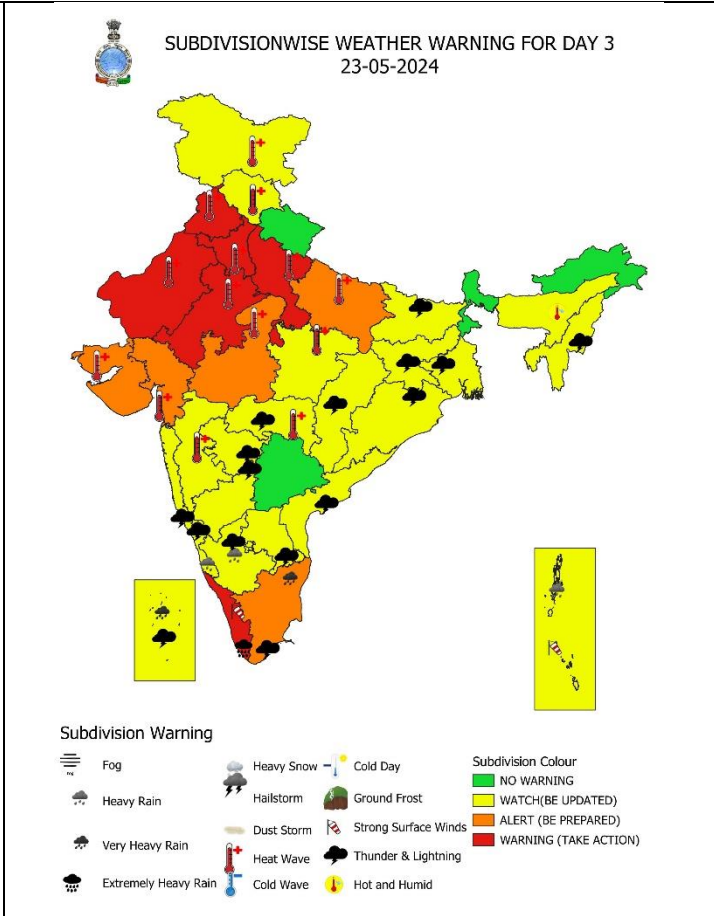 SUBDIVISIONWISE WEATHER WARNING FOR DAY 3
23-05-2024
Subdivision Warning
Fog
Heavy Rain
Very Heavy Rain
Extremely Heavy Rain
Heavy Snow
Hailstorm
Dust Storm
Heat Wave
Cold Wave
Cold Day
Ground Frost
Strong Surface Winds
Thunder & Lightning
Hot and Humid
Subdivision Colour
NO WARNING
WATCH(BE UPDATED)
ALERT (BE PREPARED)
WARNING (TAKE ACTION)